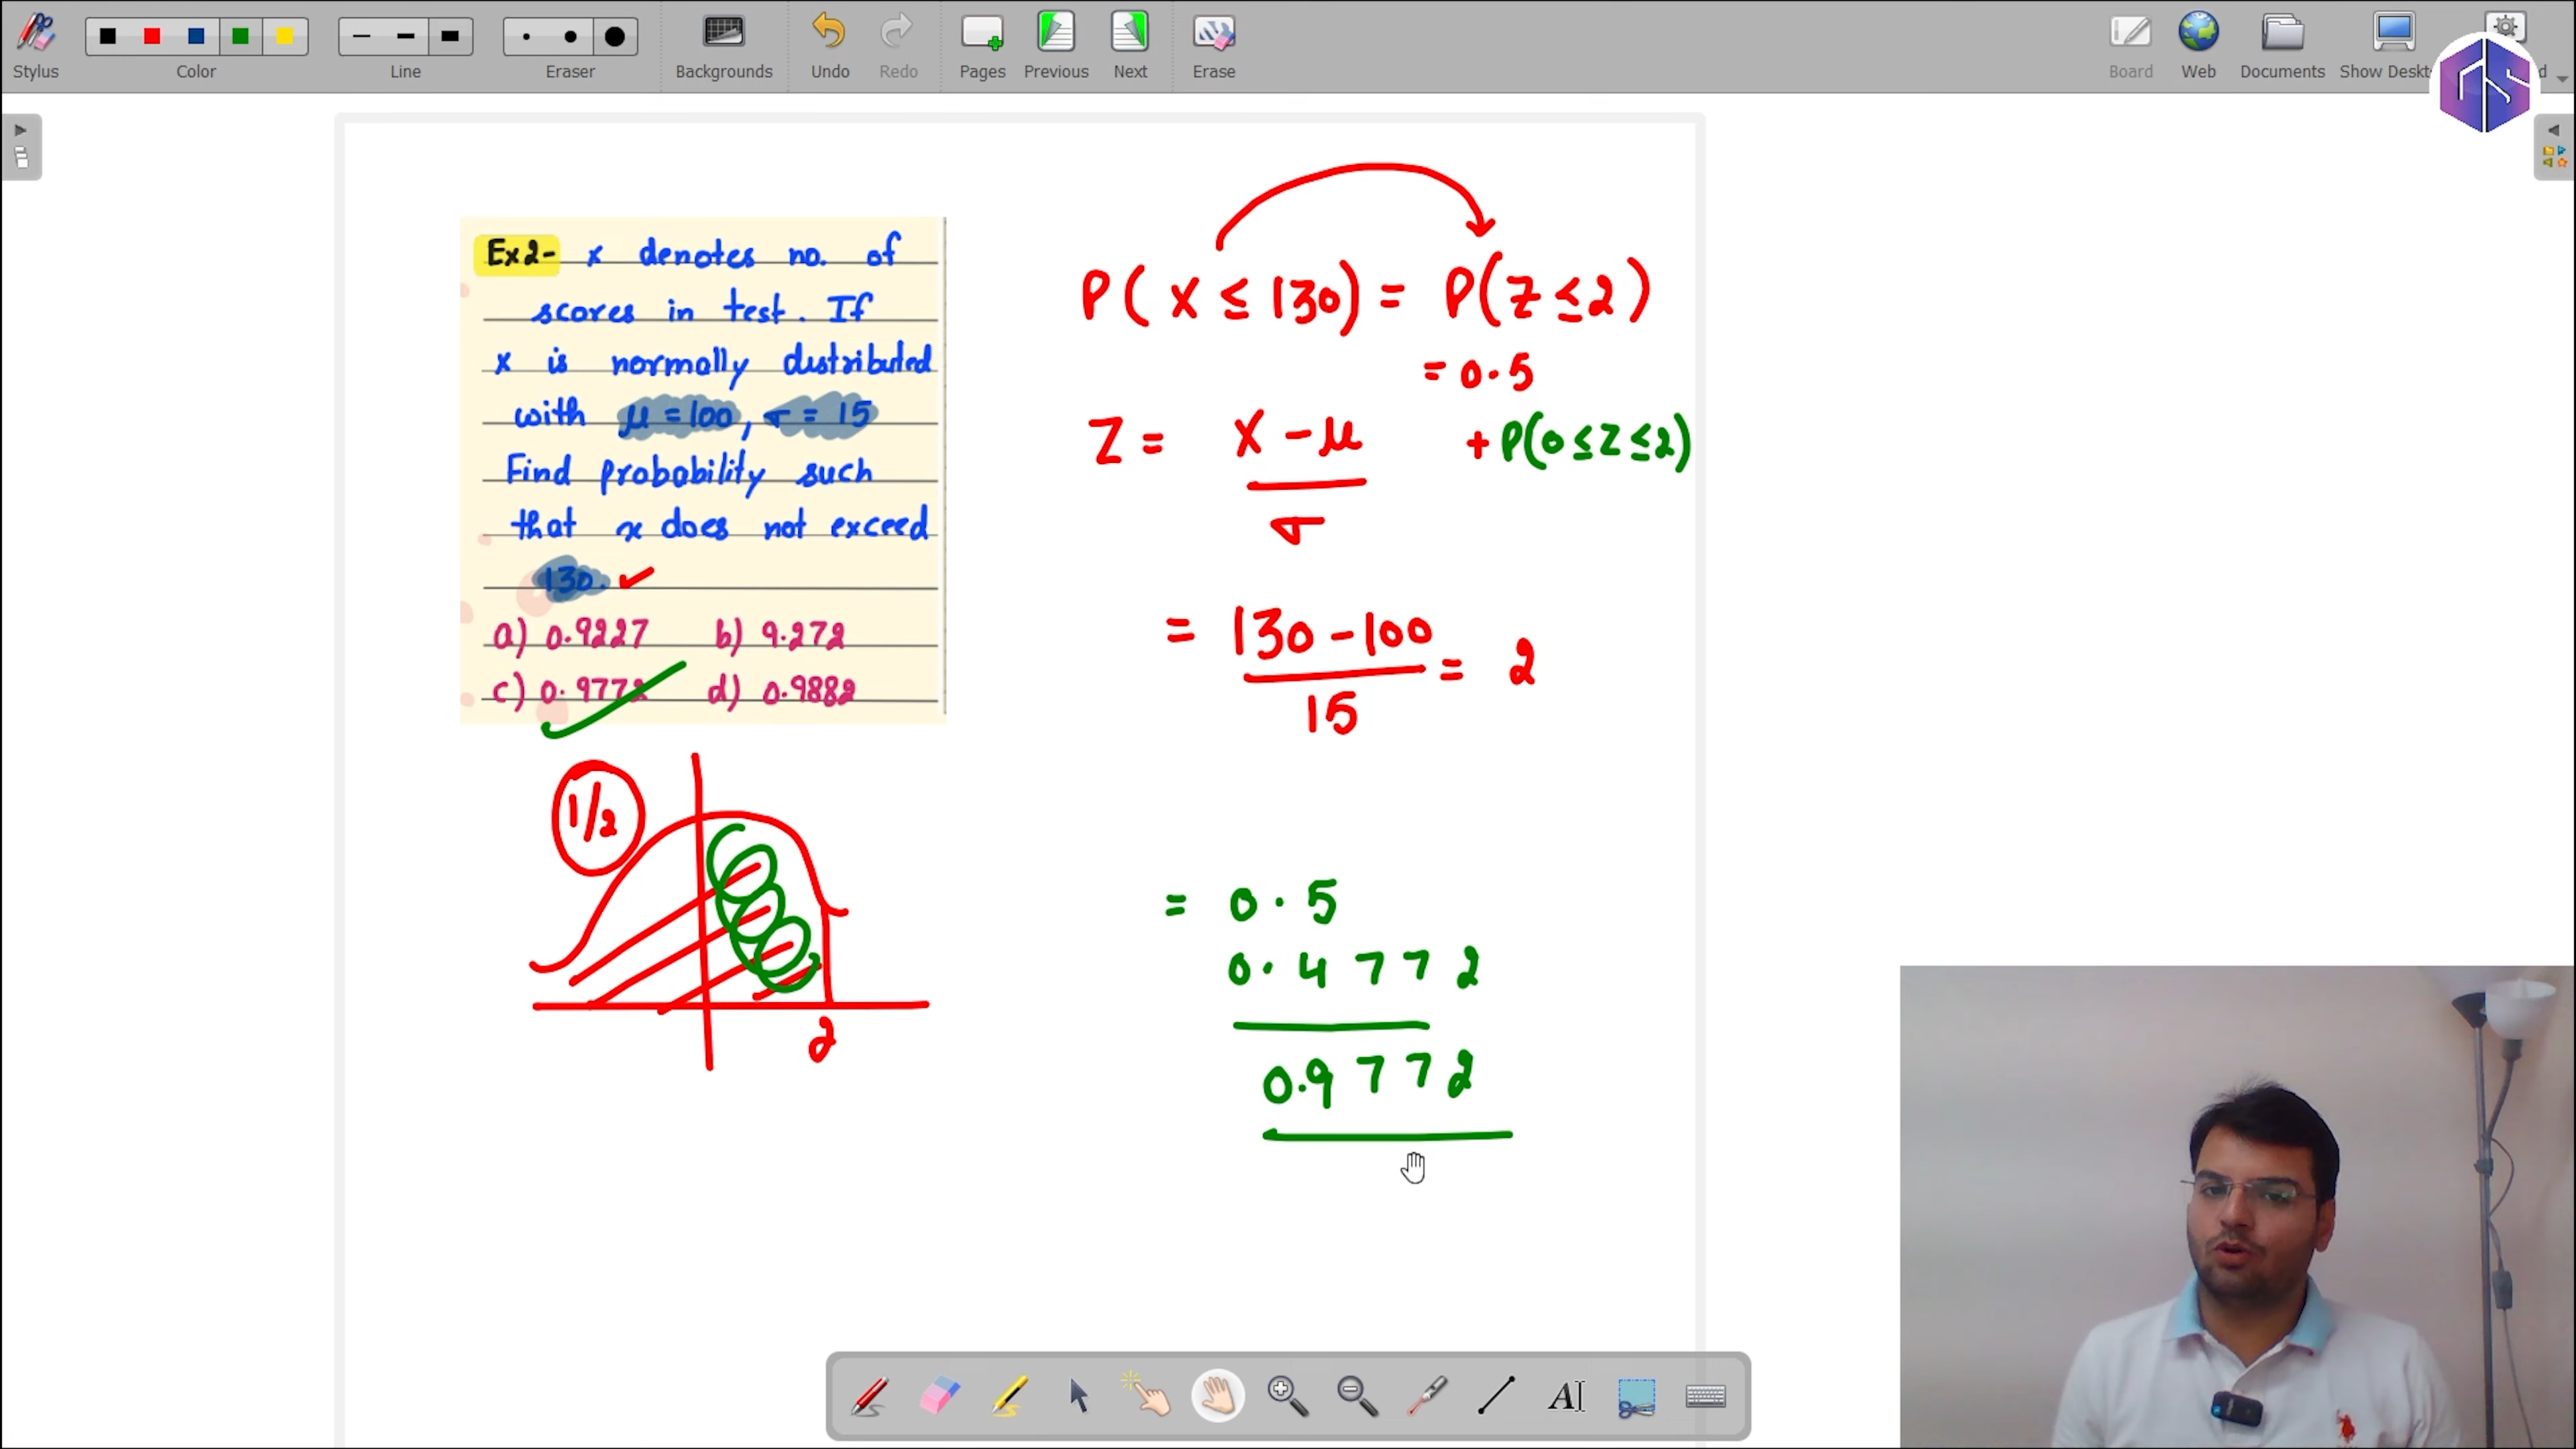 Stylus
Color
Line
Eraser
Backgrounds
Undo
Redo
Pages
Previous
Next
Erase
Board
Web
Documents
Show Deskt
d
Ex2- x denotes no. of
scores in test. If
x is normally distributed
with μ = 100, σ = 15
Find probability such
that x does not exceed
130.
a) 0.9227 b) 9.272
c) 0.9772 d) 0.9882
1/2
2
P( X ≤ 130) = P(Z ≤ 2)
= 0.5
+ P(0 ≤ Z ≤ 2)
Z = X - μ
σ
= 130 - 100 = 2
15
= 0.5
0.4772
0.9772